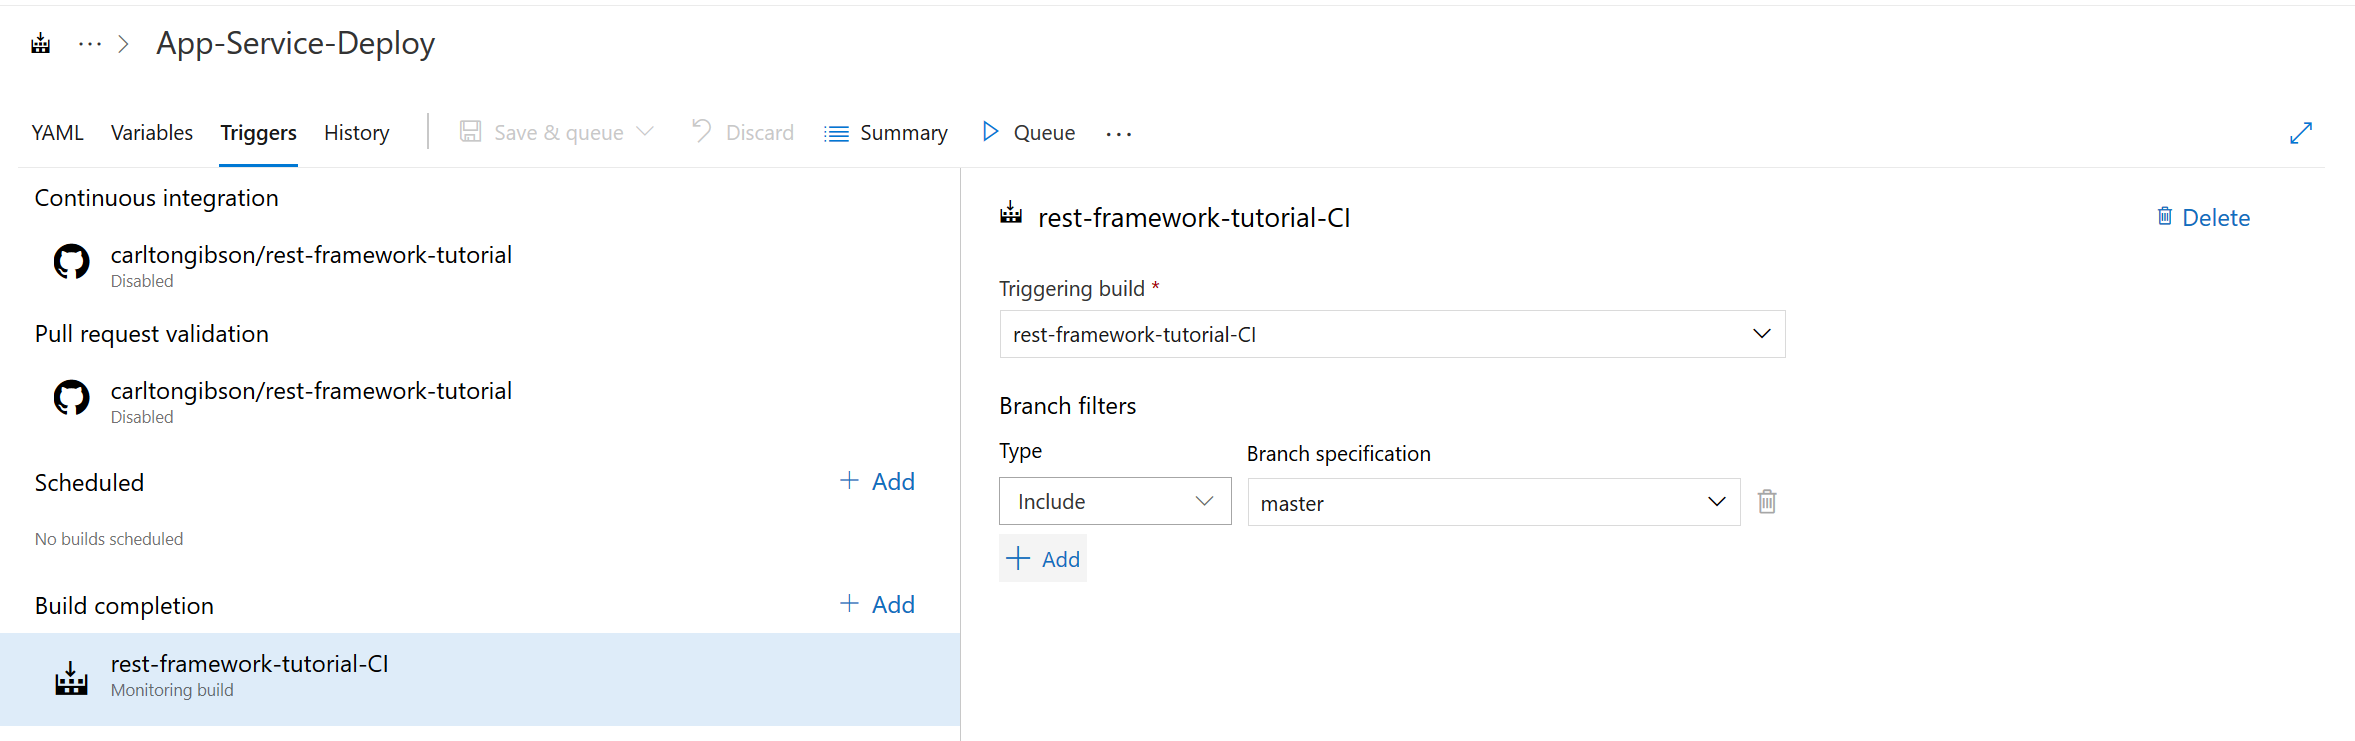 App-Service-Deploy
YAML Variables Triggers History Save & queue Discard Summary Queue
Continuous integration
carltongibson/rest-framework-tutorial
Disabled
Pull request validation
carltongibson/rest-framework-tutorial
Disabled
Scheduled + Add
No builds scheduled
Build completion + Add
rest-framework-tutorial-CI
Monitoring build
rest-framework-tutorial-CI Delete
Triggering build *
rest-framework-tutorial-CI
Branch filters
Type Branch specification
Include master
+ Add